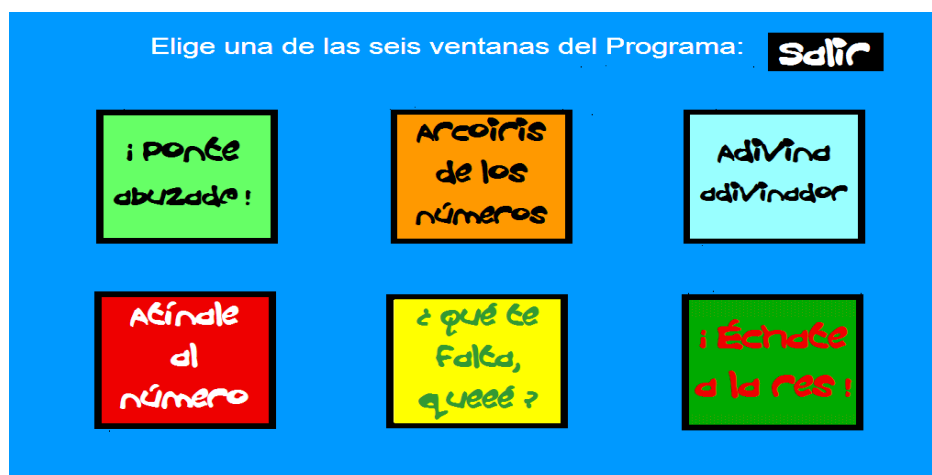 Elige una de las seis ventanas del Programa:
Salir
¡ Ponte
abuzado !
Arcoiris
de los
números
Adivina
adivinador
Atínale
al
número
¿ qué te
Falta,
queeé ?
¡ Échate
a la res !